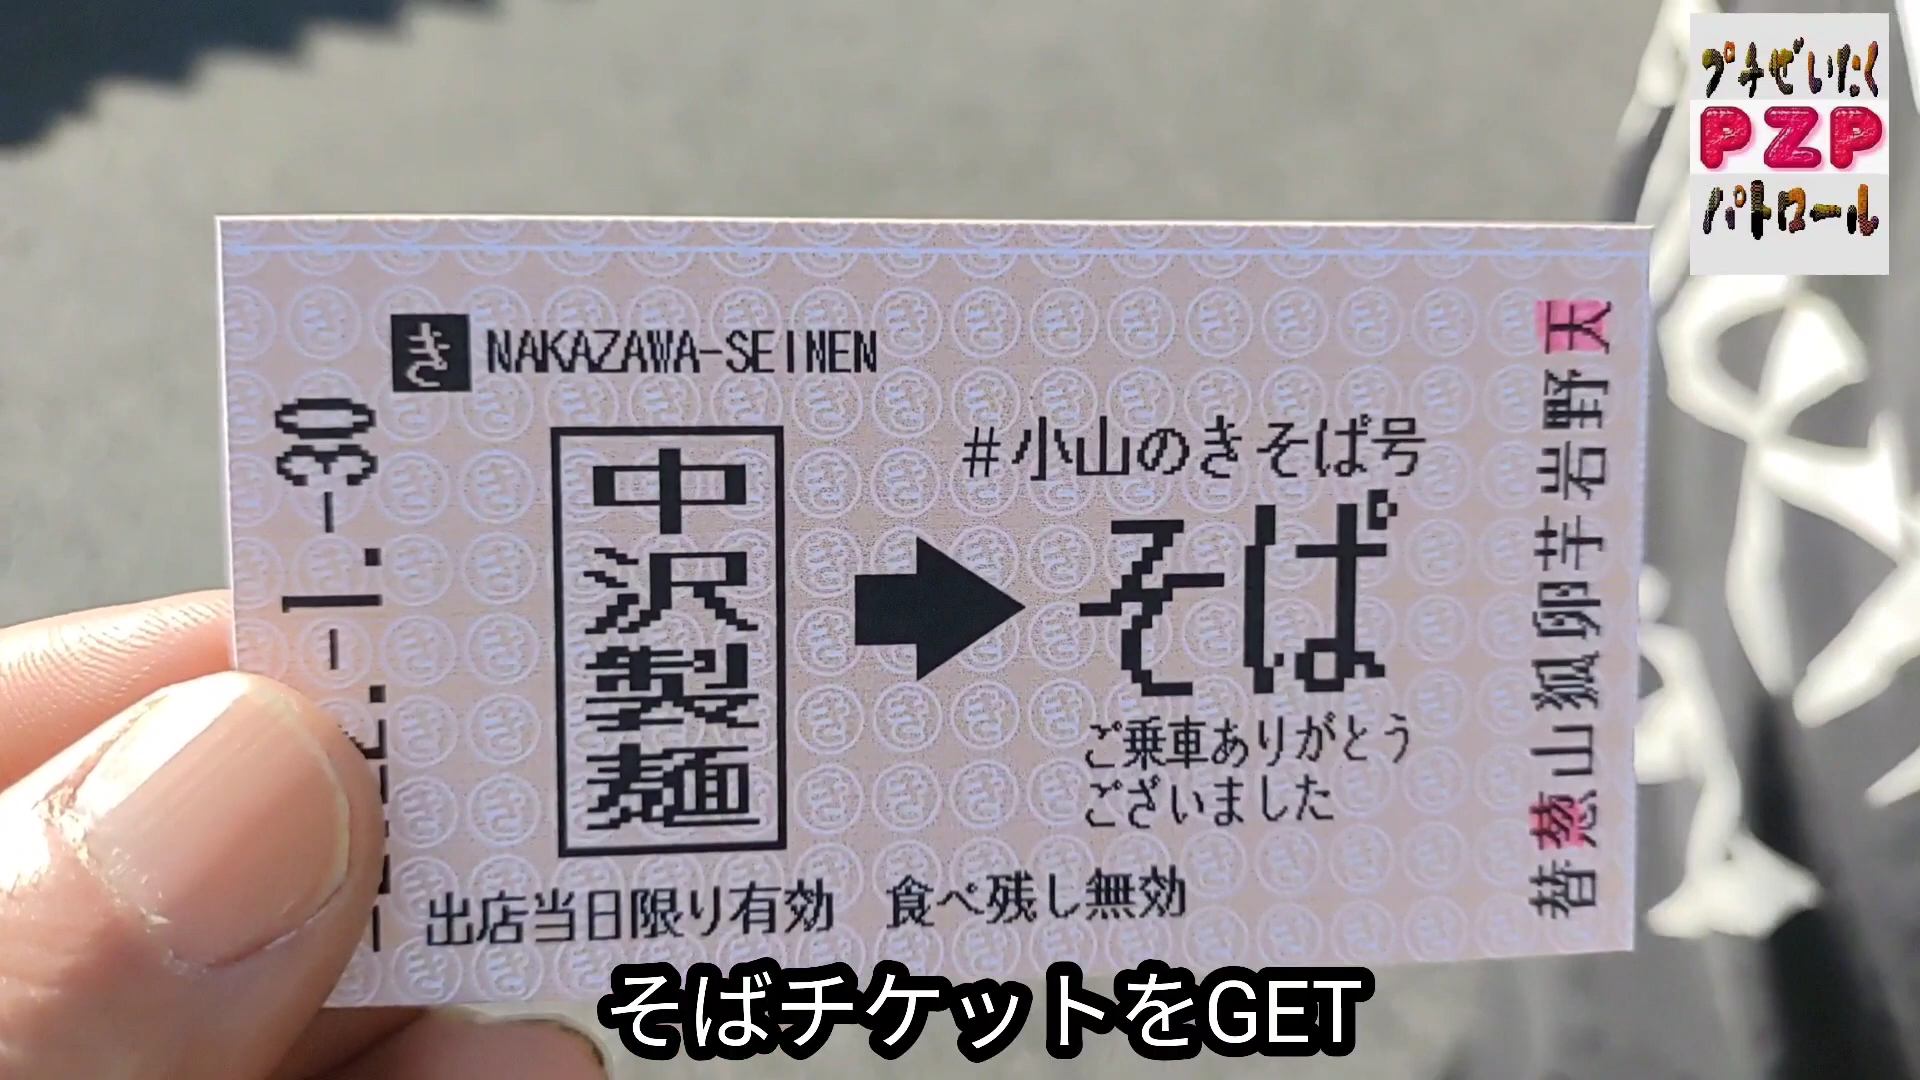 プチぜいたく
PZP
パトロール
き NAKAZAWA-SEINEN
-1.-30
中沢製麺
#小山のきそば号
そば
ご乗車ありがとう
ございました
出店当日限り有効 食べ残し無効
替葱山狐卵芋岩野天
そばチケットをGET